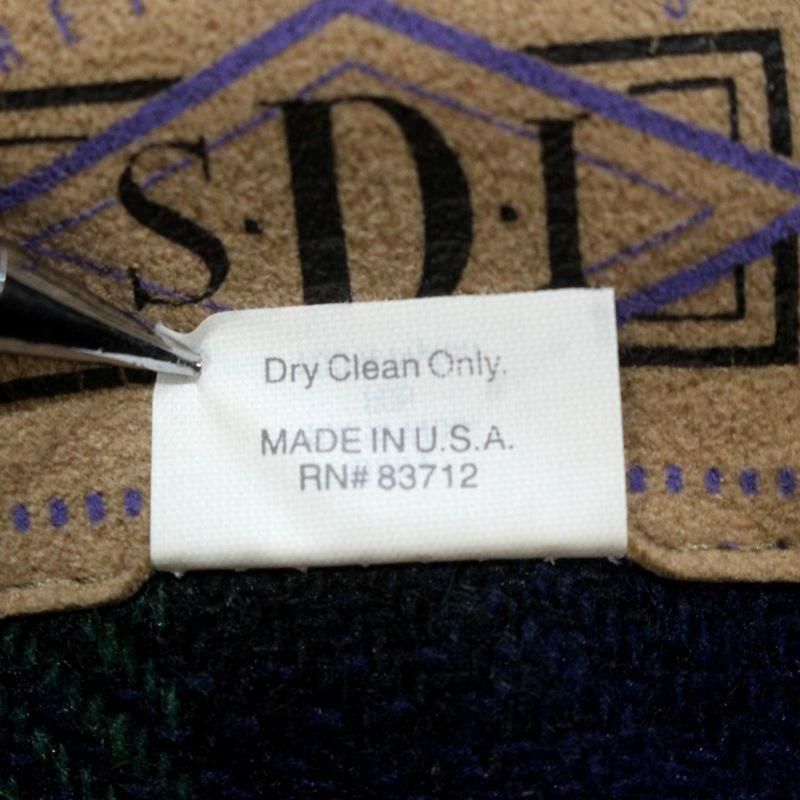 S·D·I
Dry Clean Only.
MADE IN U.S.A.
RN# 83712